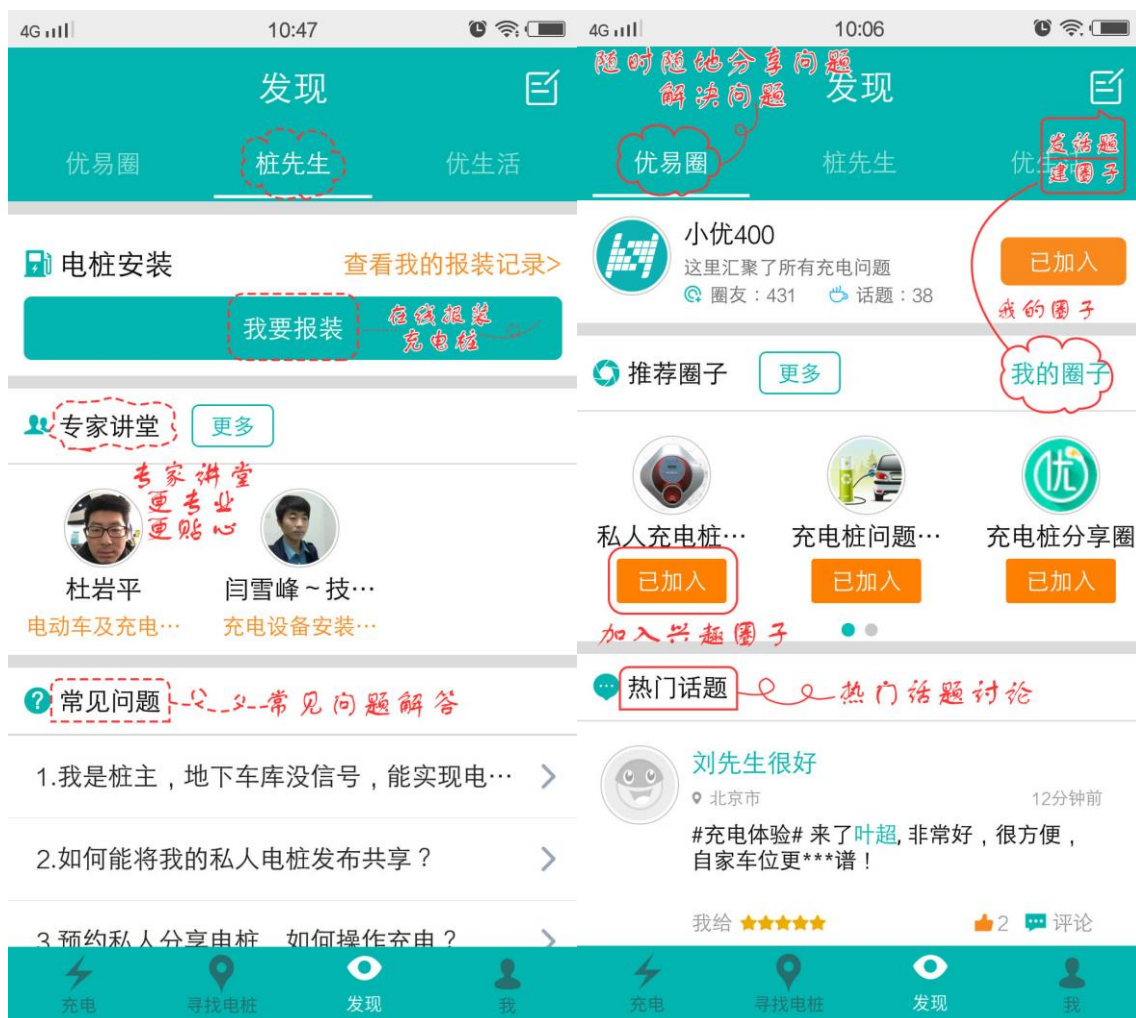 4G 10:47
发现
优易圈 桩先生 优生活
电桩安装 查看我的报装记录>
我要报装
在线报装
充电桩
专家讲堂 更多
专家讲堂
更专业
更贴心
杜岩平 闫雪峰~技…
电动车及充电… 充电设备安装…
常见问题 常见问题解答
1.我是桩主，地下车库没信号，能实现电…
2.如何能将我的私人电桩发布共享？
3.预约私人分享电桩，如何操作充电？
充电 寻找电桩 发现 我
4G 10:06
随时随地分享问题
解决问题
发现
优易圈 桩先生 优生活
发话题
建圈子
小优400
这里汇聚了所有充电问题
圈友：431 话题：38
已加入
我的圈子
推荐圈子 更多 我的圈子
私人充电桩… 充电桩问题… 充电桩分享圈
已加入 已加入 已加入
加入兴趣圈子
热门话题 热门话题讨论
刘先生很好
北京市 12分钟前
#充电体验# 来了叶超,非常好，很方便，
自家车位更***谱！
我给 2 评论
充电 寻找电桩 发现 我